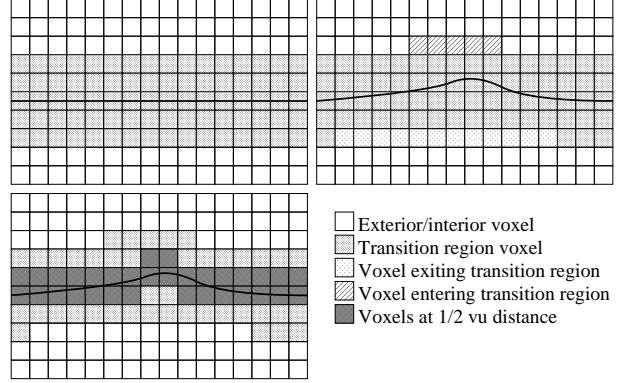 Exterior/interior voxel
Transition region voxel
Voxel exiting transition region
Voxel entering transition region
Voxels at 1/2 vu distance